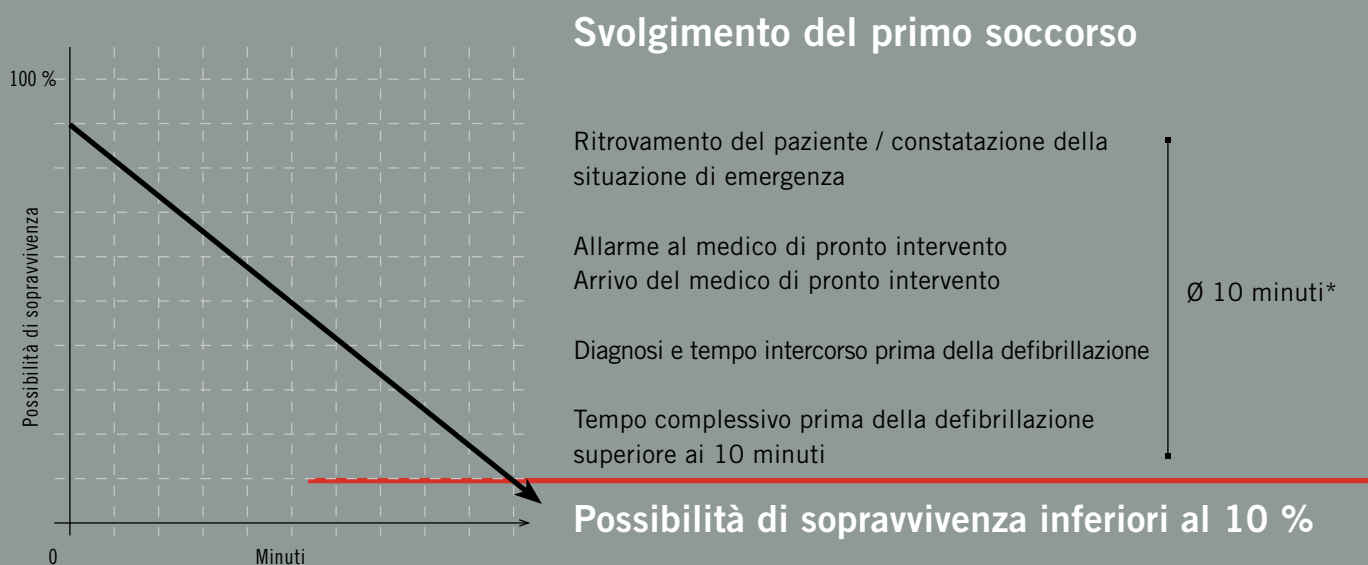 Svolgimento del primo soccorso
100 %
Possibilità di sopravvivenza
0
Minuti
Ritrovamento del paziente / constatazione della
situazione di emergenza
Allarme al medico di pronto intervento
Arrivo del medico di pronto intervento
Diagnosi e tempo intercorso prima della defibrillazione
Tempo complessivo prima della defibrillazione
superiore ai 10 minuti
Ø 10 minuti*
Possibilità di sopravvivenza inferiori al 10 %